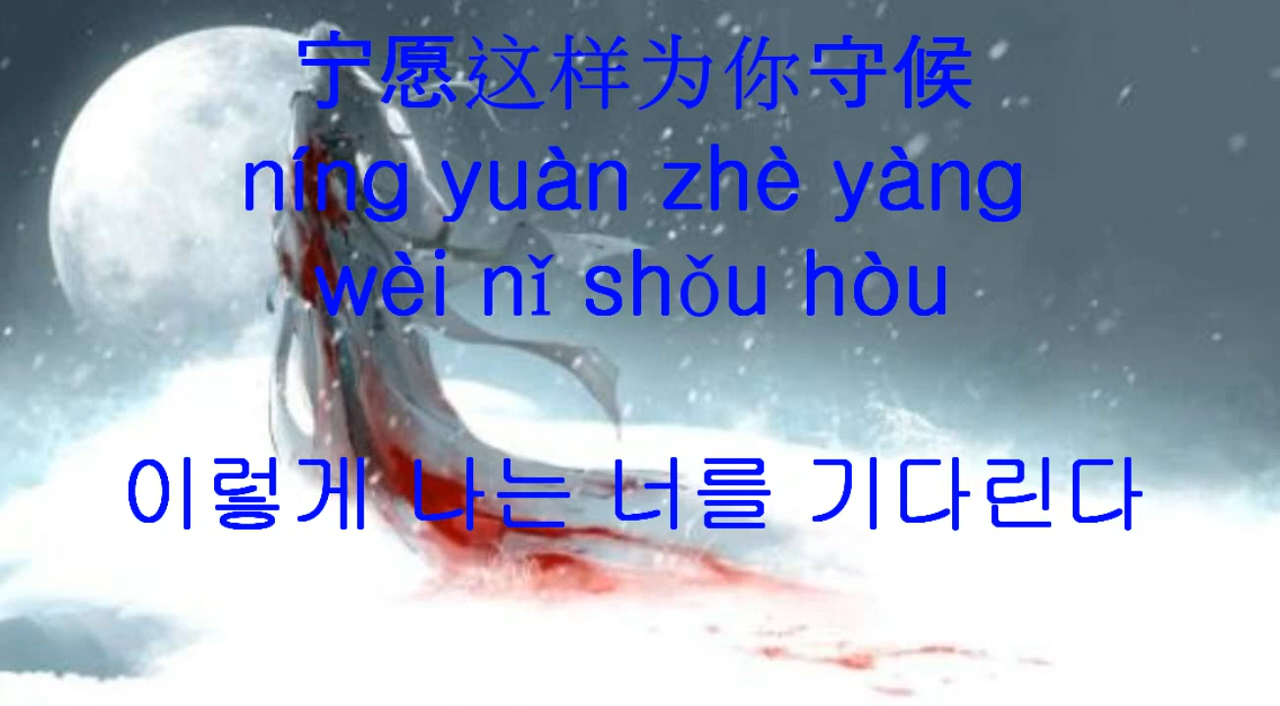 宁愿这样为你守候
níng yuàn zhè yàng
wèi nǐ shǒu hòu
이렇게 나는 너를 기다린다